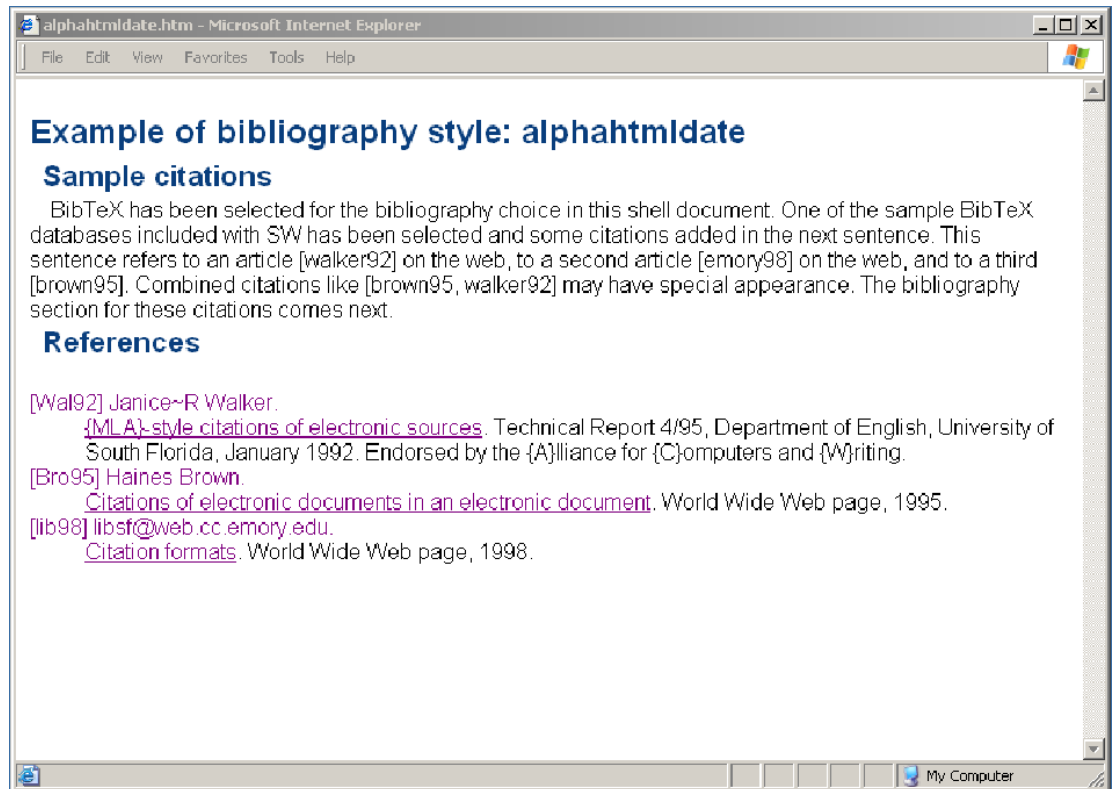 alphahtmldate.htm - Microsoft Internet Explorer
File Edit View Favorites Tools Help
Example of bibliography style: alphahtmldate
Sample citations
BibTeX has been selected for the bibliography choice in this shell document. One of the sample BibTeX
databases included with SW has been selected and some citations added in the next sentence. This
sentence refers to an article [walker92] on the web, to a second article [emory98] on the web, and to a third
[brown95]. Combined citations like [brown95, walker92] may have special appearance. The bibliography
section for these citations comes next.
References
[Wal92] Janice~R Walker.
{MLA}-style citations of electronic sources. Technical Report 4/95, Department of English, University of
South Florida, January 1992. Endorsed by the {A}lliance for {C}omputers and {W}riting.
[Bro95] Haines Brown.
Citations of electronic documents in an electronic document. World Wide Web page, 1995.
[lib98] libsf@web.cc.emory.edu.
Citation formats. World Wide Web page, 1998.
My Computer